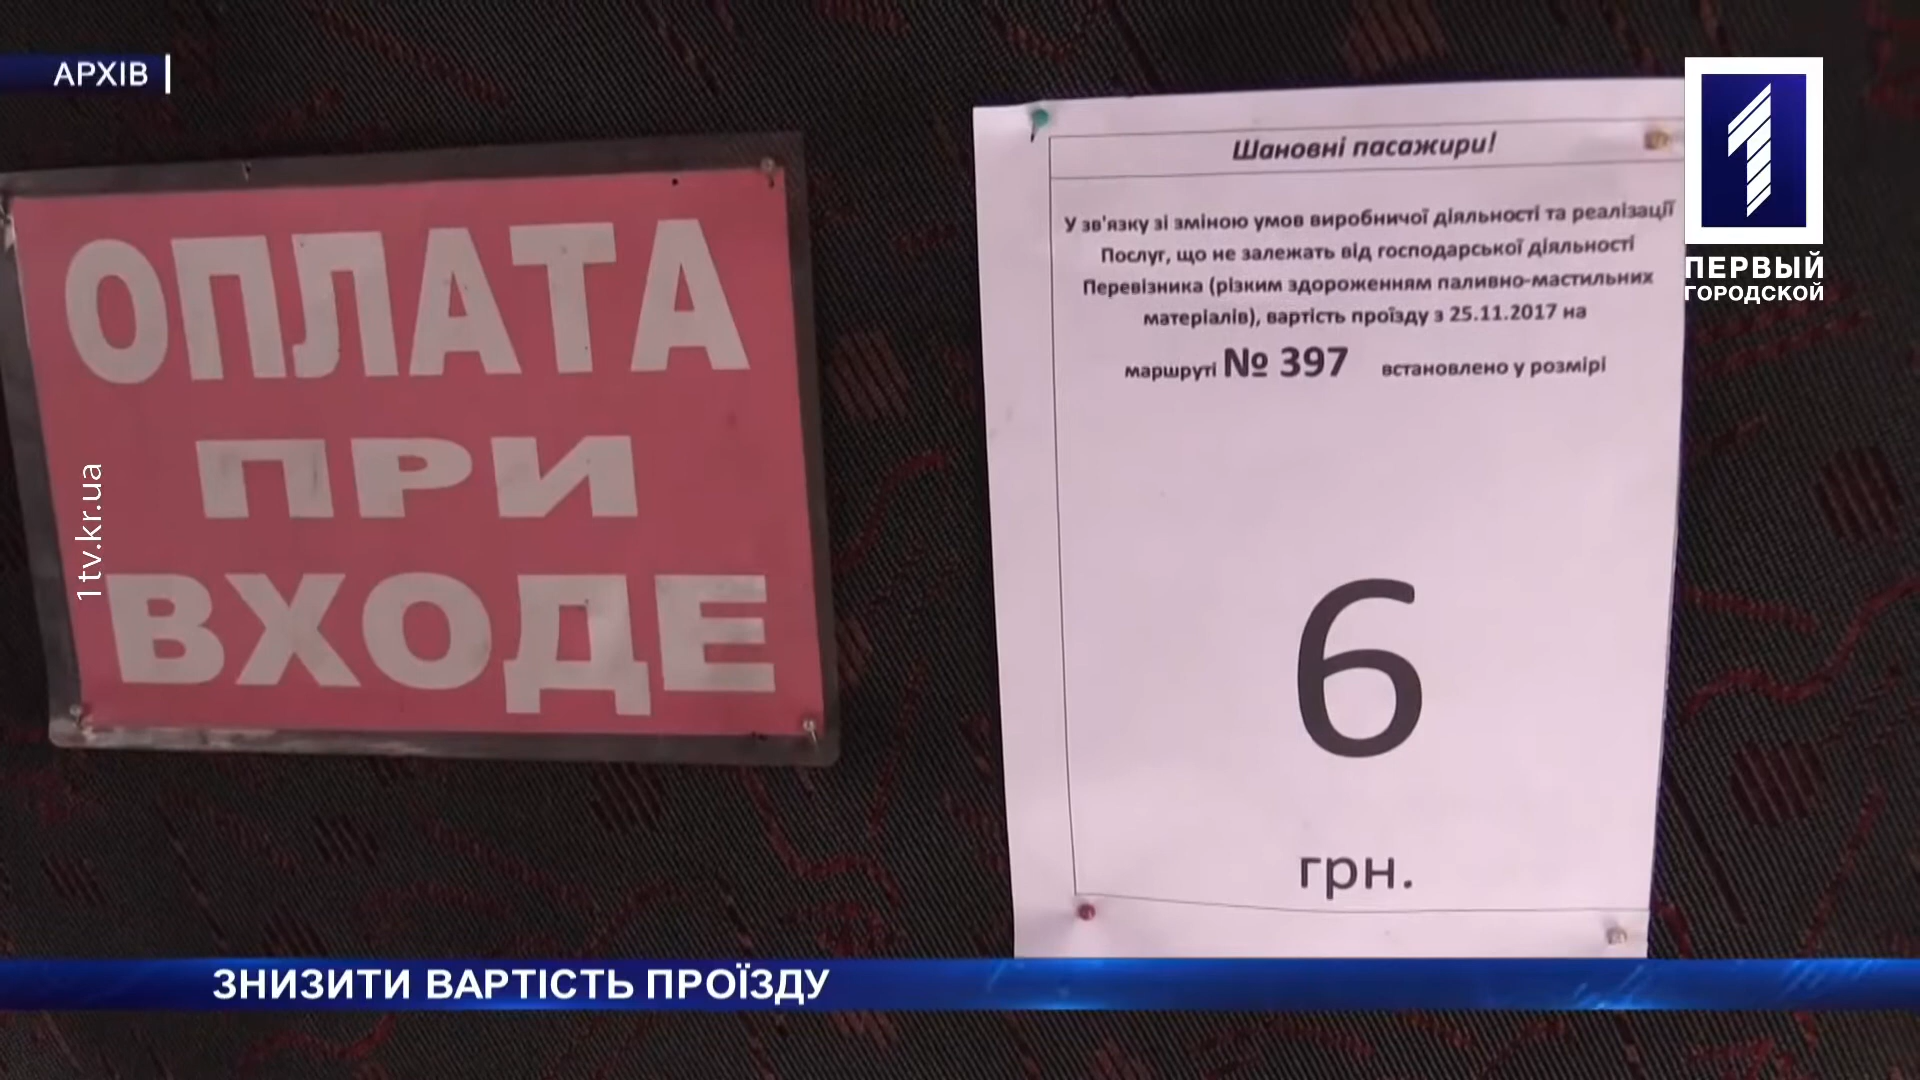 АРХІВ
ОПЛАТА
ПРИ
ВХОДЕ
1tv.kr.ua
Шановні пасажири!
У зв'язку зі зміною умов виробничої діяльності та реалізації
Послуг, що не залежать від господарської діяльності
Перевізника (різким здороженням паливно-мастильних
матеріалів), вартість проїзду з 25.11.2017 на
маршруті № 397 встановлено у розмірі
6
грн.
1
ПЕРВЫЙ
ГОРОДСКОЙ
ЗНИЗИТИ ВАРТІСТЬ ПРОЇЗДУ